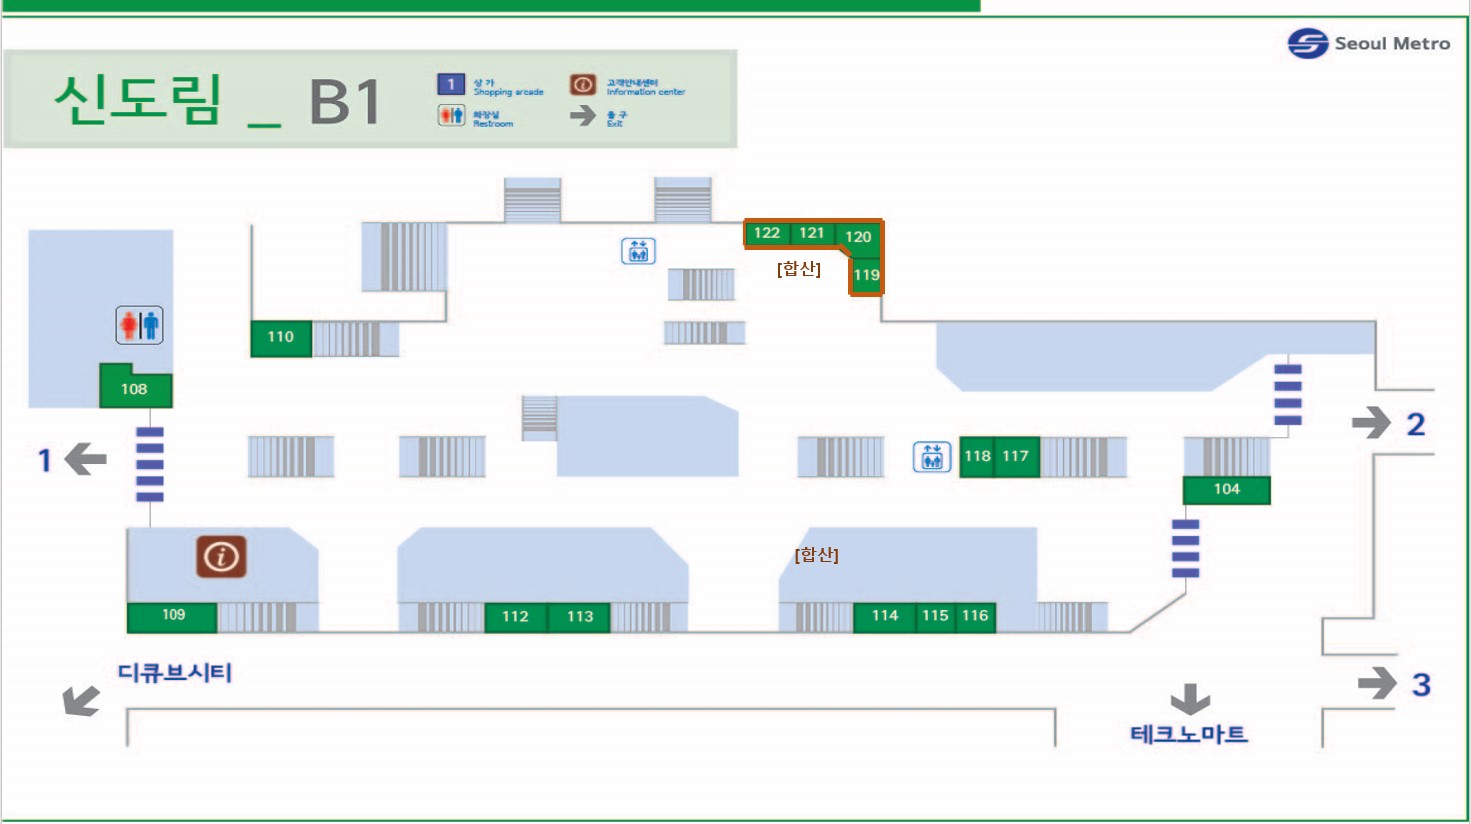 Seoul Metro
신도림 _ B1
1 상 가
Shopping arcade
고객안내센터
Information center
화장실
Restroom
출 구
Exit
122 121 120
[합산] 119
110
108
1
2
118 117
104
[합산]
109
112 113
114 115 116
디큐브시티
3
테크노마트